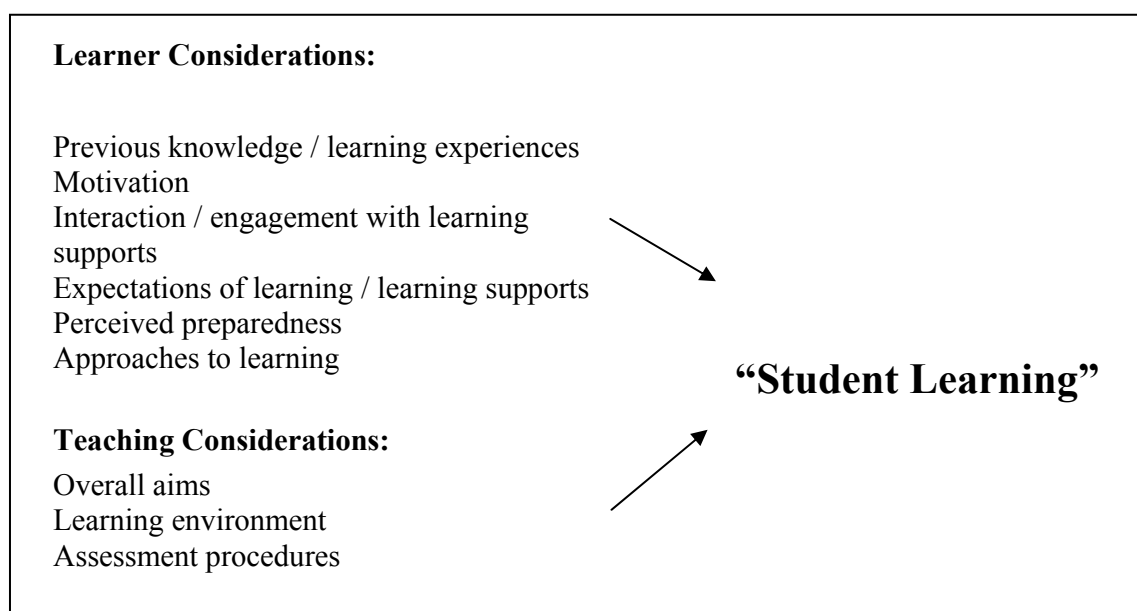 Learner Considerations:
Previous knowledge / learning experiences
Motivation
Interaction / engagement with learning
supports
Expectations of learning / learning supports
Perceived preparedness
Approaches to learning
“Student Learning”
Teaching Considerations:
Overall aims
Learning environment
Assessment procedures